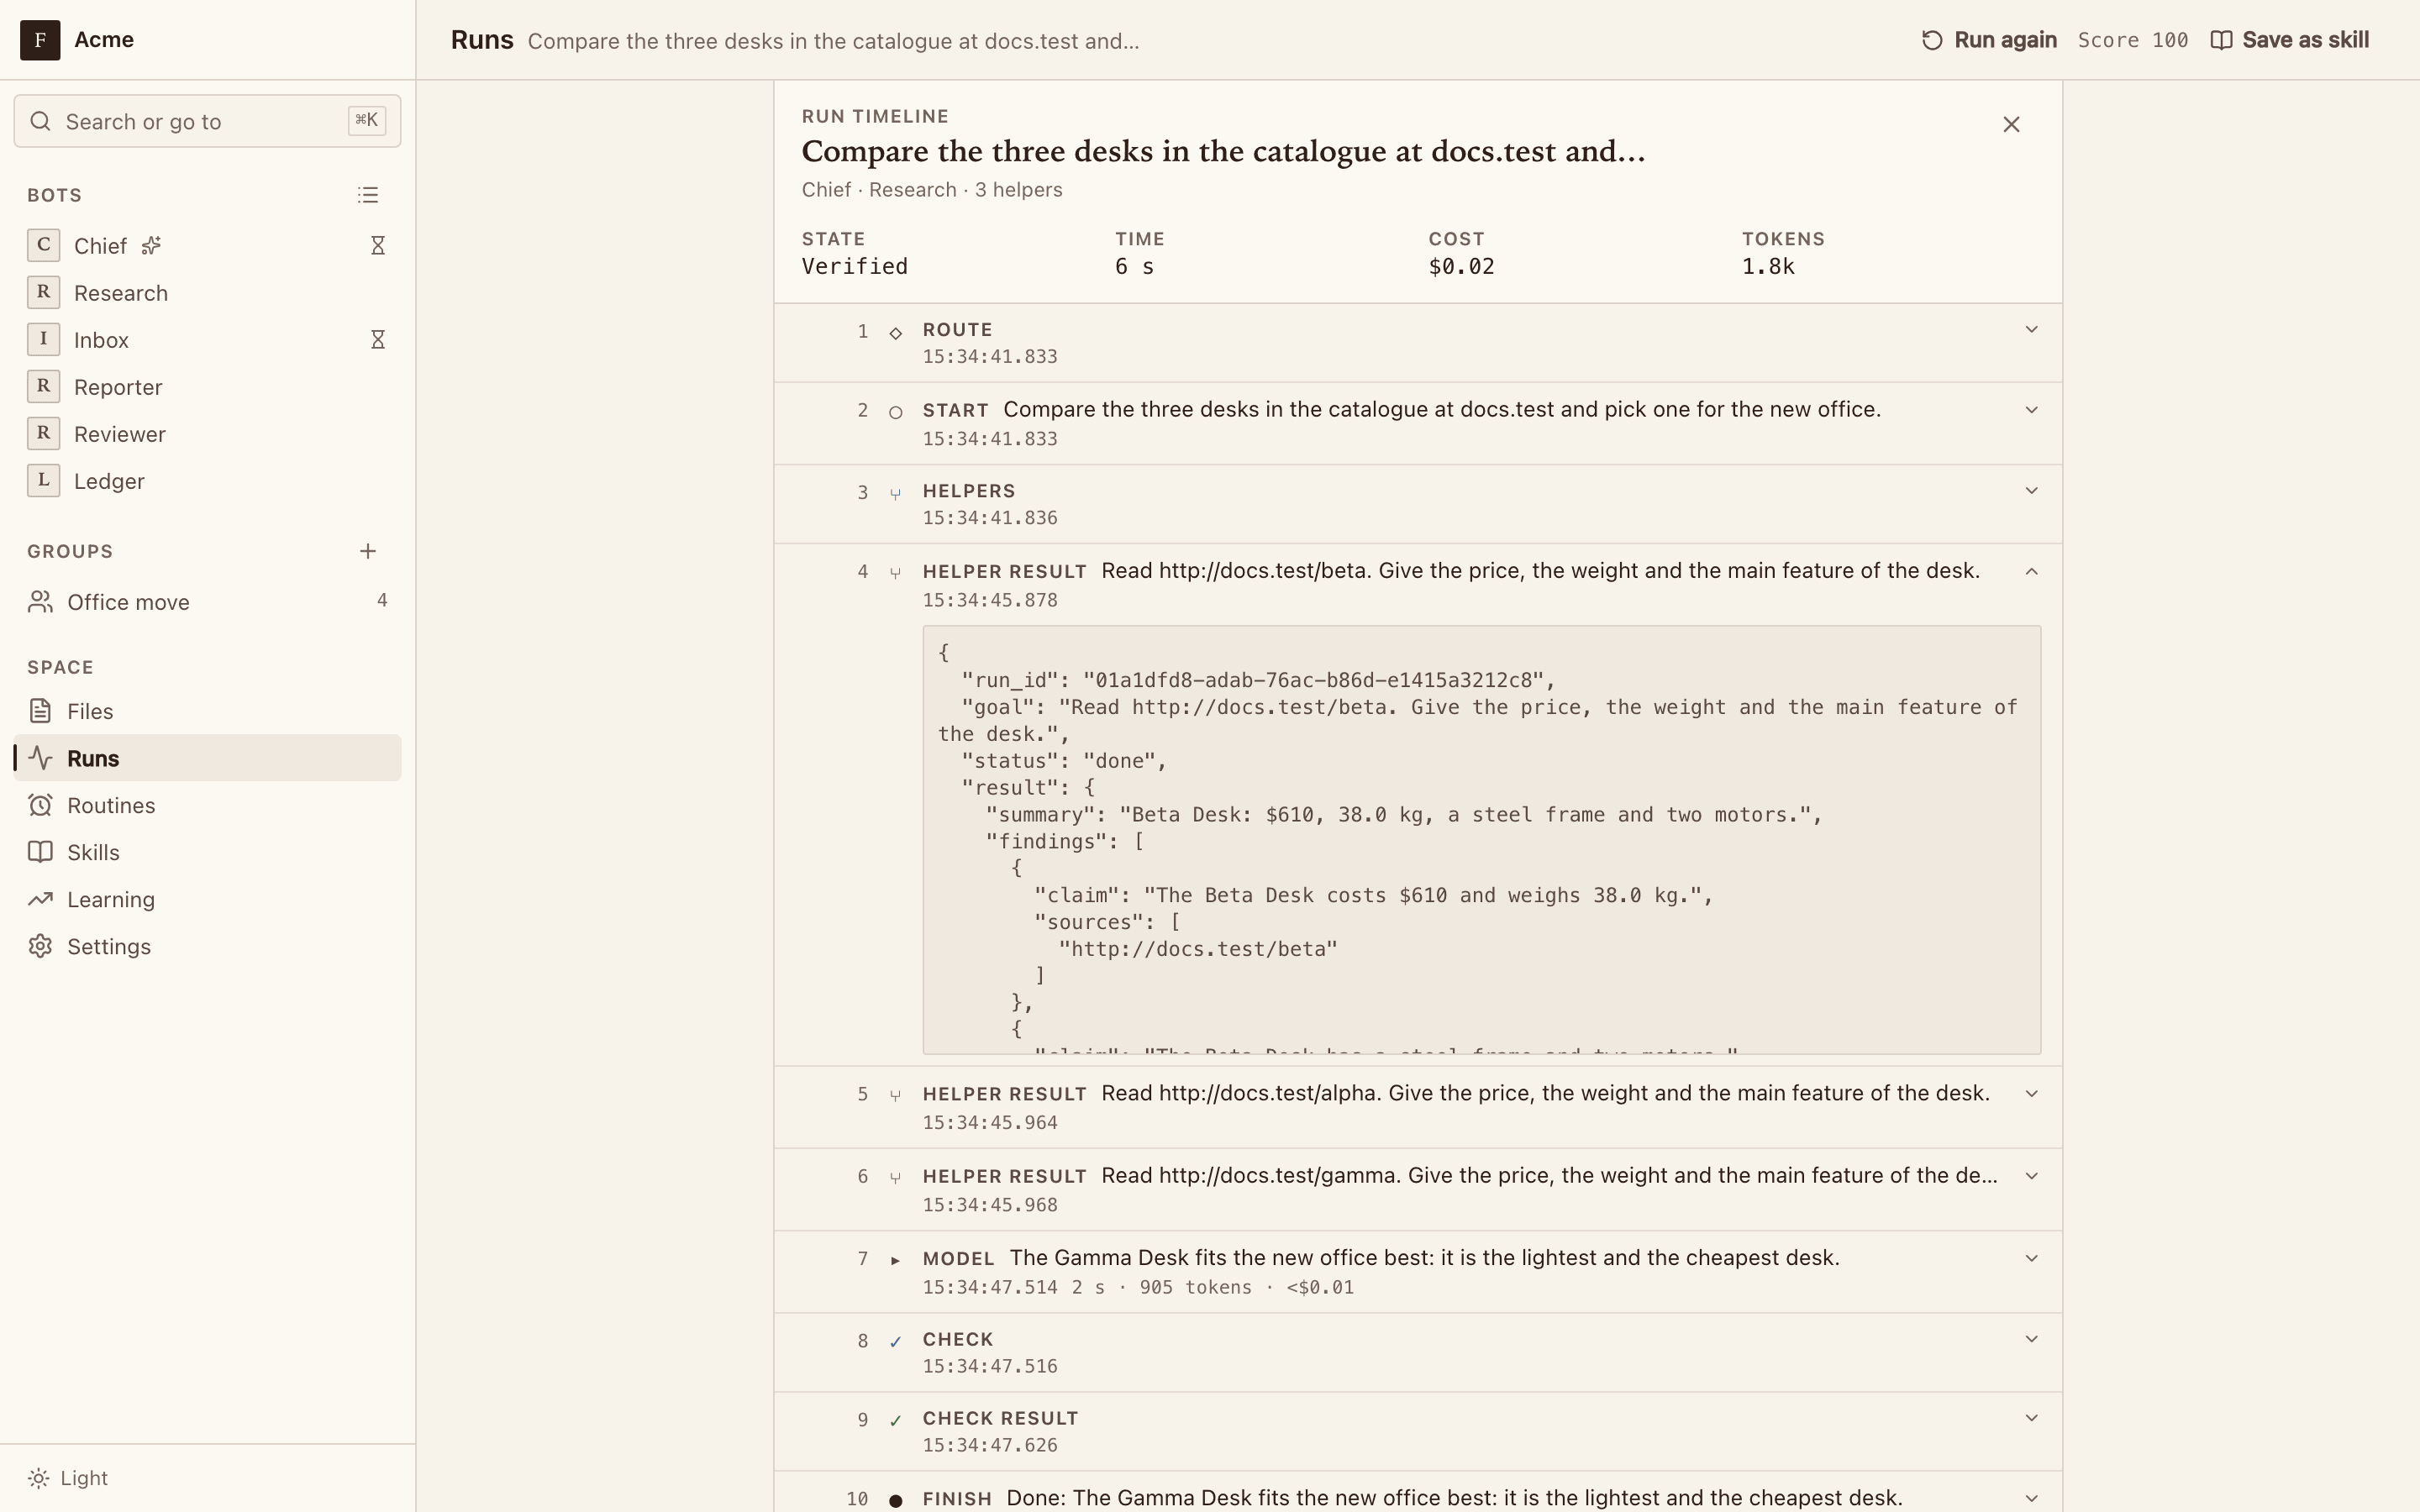 F Acme
Runs Compare the three desks in the catalogue at docs.test and...
Run again Score 100 Save as skill
Search or go to ⌘K
BOTS
C Chief
R Research
I Inbox
R Reporter
R Reviewer
L Ledger
GROUPS
Office move 4
SPACE
Files
Runs
Routines
Skills
Learning
Settings
Light
RUN TIMELINE
Compare the three desks in the catalogue at docs.test and...
Chief · Research · 3 helpers
STATE TIME COST TOKENS
Verified 6 s $0.02 1.8k
1 ROUTE
15:34:41.833
2 START Compare the three desks in the catalogue at docs.test and pick one for the new office.
15:34:41.833
3 HELPERS
15:34:41.836
4 HELPER RESULT Read http://docs.test/beta. Give the price, the weight and the main feature of the desk.
15:34:45.878
{
"run_id": "01a1dfd8-adab-76ac-b86d-e1415a3212c8",
"goal": "Read http://docs.test/beta. Give the price, the weight and the main feature of
the desk.",
"status": "done",
"result": {
"summary": "Beta Desk: $610, 38.0 kg, a steel frame and two motors.",
"findings": [
{
"claim": "The Beta Desk costs $610 and weighs 38.0 kg.",
"sources": [
"http://docs.test/beta"
]
},
{
"claim": "The Beta Desk has a steel frame and two motors."
5 HELPER RESULT Read http://docs.test/alpha. Give the price, the weight and the main feature of the desk.
15:34:45.964
6 HELPER RESULT Read http://docs.test/gamma. Give the price, the weight and the main feature of the de...
15:34:45.968
7 MODEL The Gamma Desk fits the new office best: it is the lightest and the cheapest desk.
15:34:47.514 2 s · 905 tokens · <$0.01
8 CHECK
15:34:47.516
9 CHECK RESULT
15:34:47.626
10 FINISH Done: The Gamma Desk fits the new office best: it is the lightest and the cheapest desk.